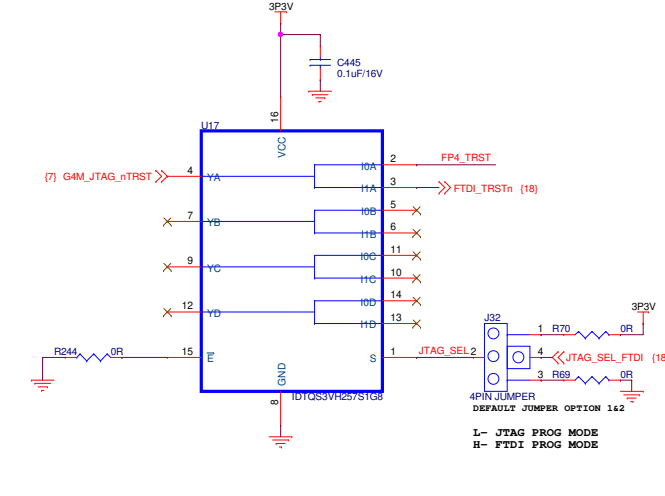 3P3V
C445
0.1uF/16V
16
U17
VCC
{7} G4M_JTAG_nTRST
4
YA
I0A
2
FP4_TRST
I1A
3
FTDI_TRSTn {18}
7
YB
I0B
5
I1B
6
9
YC
I0C
11
I1C
10
12
YD
I0D
14
I1D
13
R244
0R
15
E
S
1
JTAG_SEL
2
J32
3P3V
1
R70
0R
4
JTAG_SEL_FTDI {18
3
R69
0R
GND
8
IDTQS3VH257S1G8
4PIN JUMPER
DEFAULT JUMPER OPTION 1&2
L- JTAG PROG MODE
H- FTDI PROG MODE